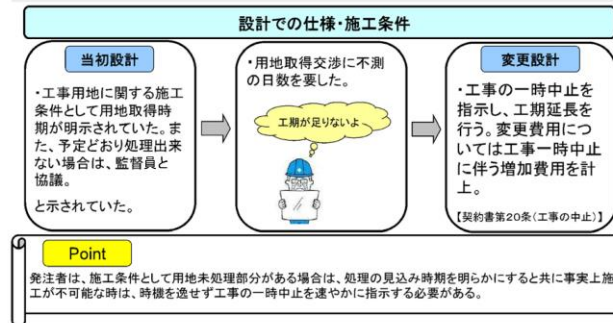 設計での仕様・施工条件
当初設計
・工事用地に関する施工
条件として用地取得時
期が明示されていた。ま
た、予定どおり処理出来
ない場合は、監督員と
協議。
と示されていた。
・用地取得交渉に不測
の日数を要した。
工期が足りないよ
変更設計
・工事の一時中止を
指示し、工期延長を
行う。変更費用につ
いては工事一時中止
に伴う増加費用を計
上。
【契約書第20条(工事の中止)】
Point
発注者は、施工条件として用地未処理部分がある場合は、処理の見込み時期を明らかにすると共に事実上施
工が不可能な時は、時機を逸せず工事の一時中止を速やかに指示する必要がある。